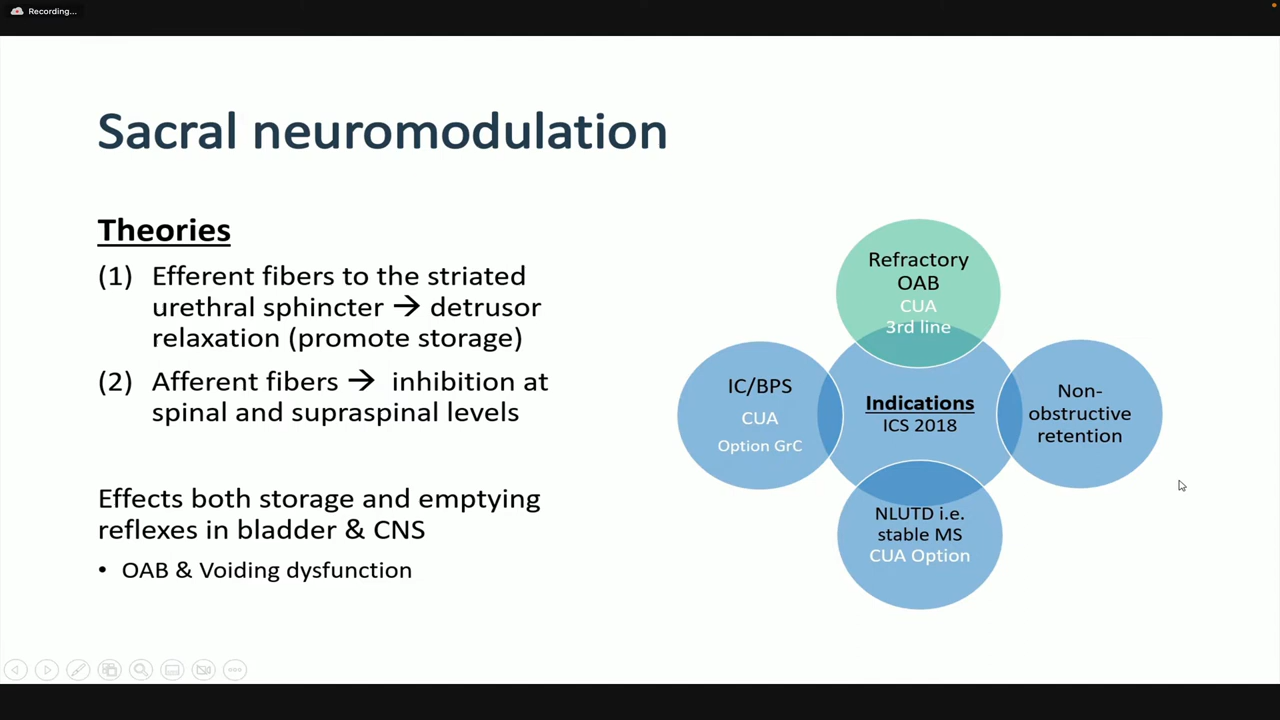 Recording...
Sacral neuromodulation
Theories
(1) Efferent fibers to the striated
urethral sphincter → detrusor
relaxation (promote storage)
(2) Afferent fibers → inhibition at
spinal and supraspinal levels
Effects both storage and emptying
reflexes in bladder & CNS
• OAB & Voiding dysfunction
Refractory
OAB
CUA
3rd line
IC/BPS
CUA
Option GrC
Indications
ICS 2018
Non-
obstructive
retention
NLUTD i.e.
stable MS
CUA Option